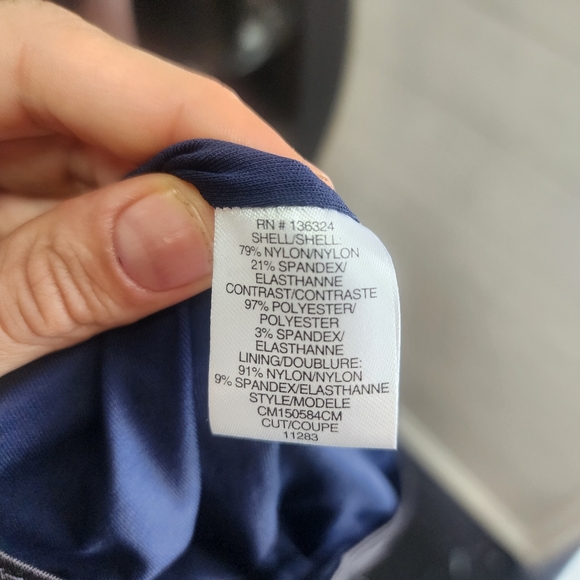 RN # 136324
SHELL/SHELL:
79% NYLON/NYLON
21% SPANDEX/
ELASTHANNE
CONTRAST/CONTRASTE
97% POLYESTER/
POLYESTER
3% SPANDEX/
ELASTHANNE
LINING/DOUBLURE:
91% NYLON/NYLON
9% SPANDEX/ELASTHANNE
STYLE/MODELE
CM150584CM
CUT/COUPE
11283